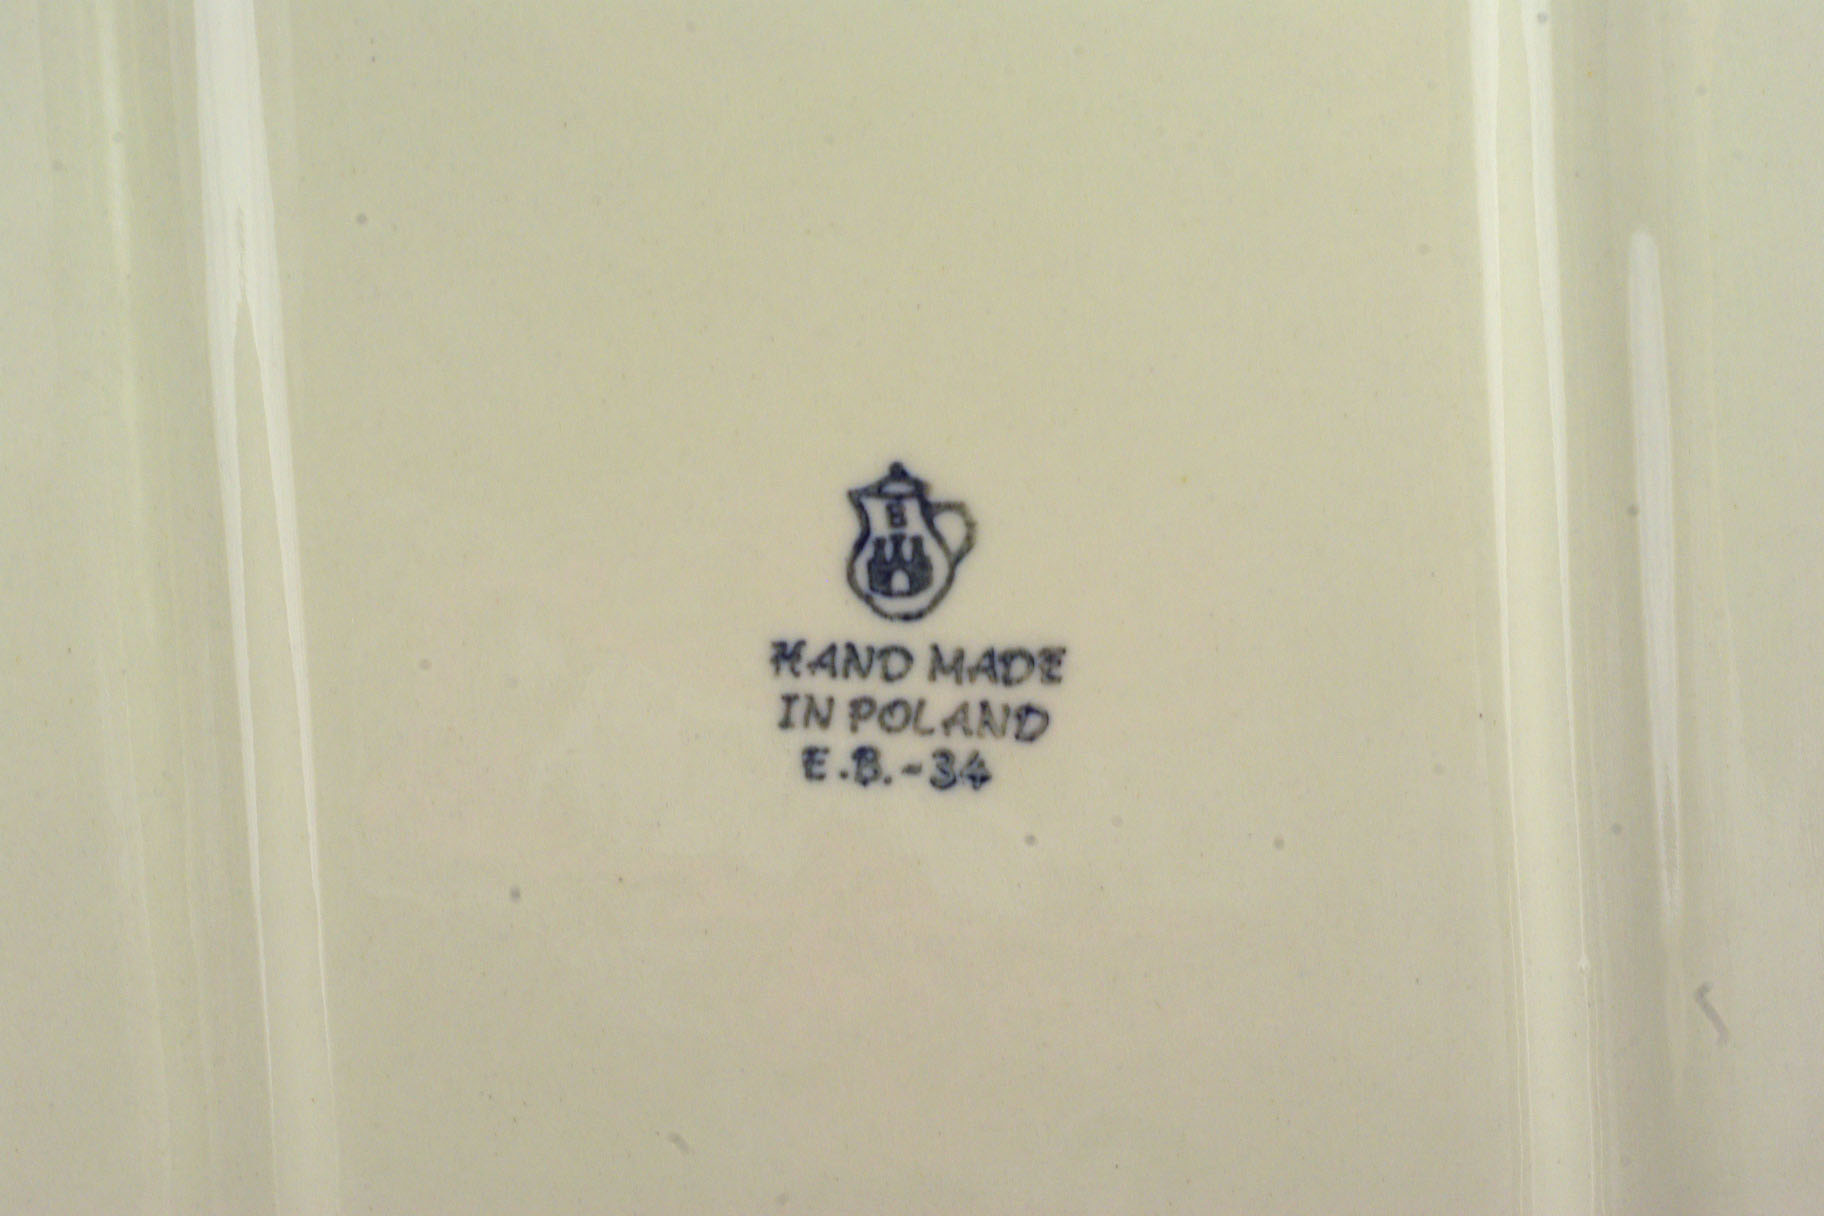 B
HAND MADE
IN POLAND
E.B.-34